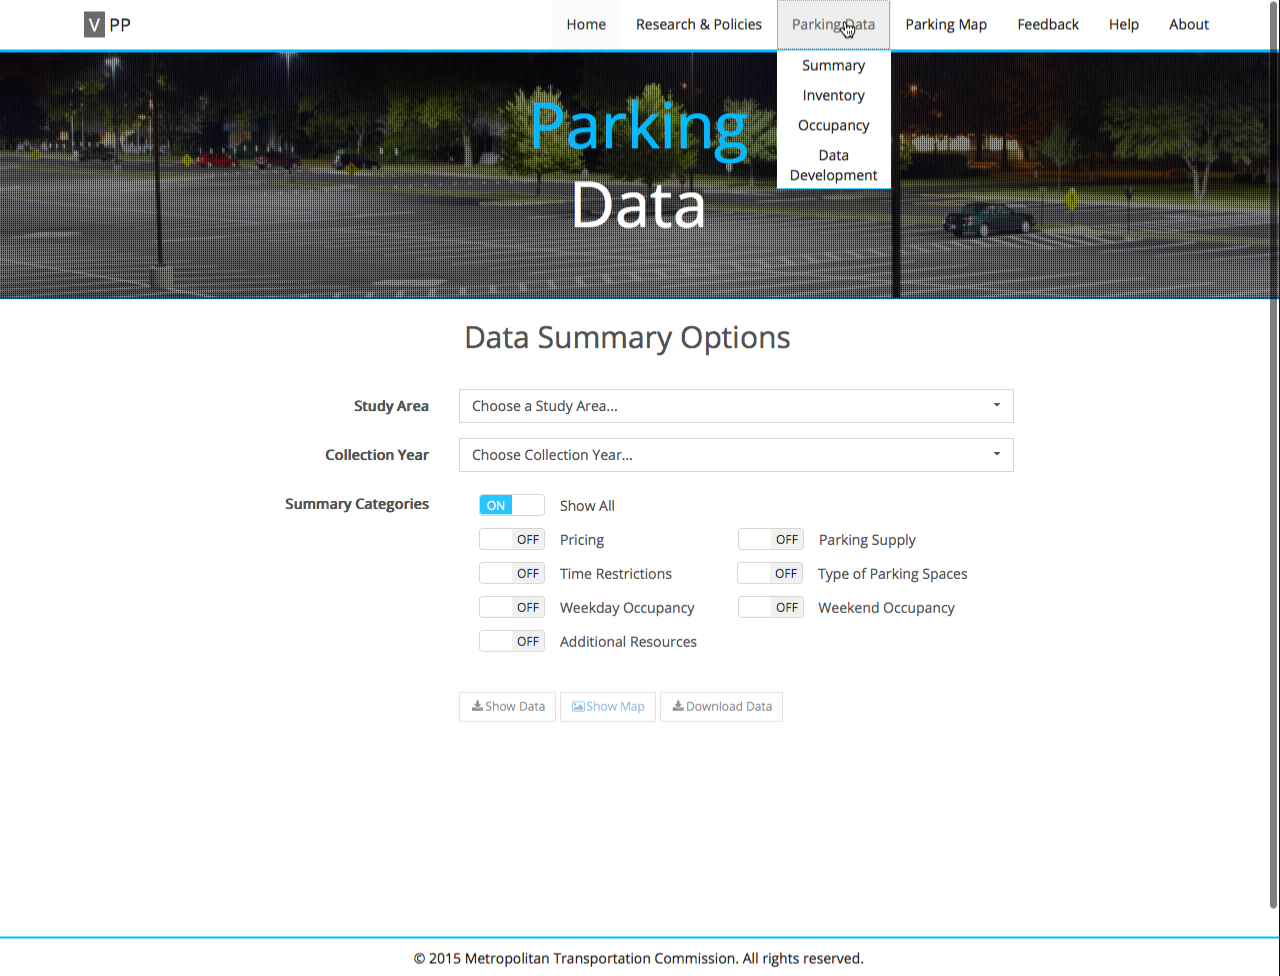 V PP
Home Research & Policies Parking Data Parking Map Feedback Help About
Summary
Inventory
Occupancy
Data
Development
Parking
Data
Data Summary Options
Study Area Choose a Study Area...
Collection Year Choose Collection Year...
Summary Categories ON Show All
OFF Pricing OFF Parking Supply
OFF Time Restrictions OFF Type of Parking Spaces
OFF Weekday Occupancy OFF Weekend Occupancy
OFF Additional Resources
Show Data Show Map Download Data
© 2015 Metropolitan Transportation Commission. All rights reserved.